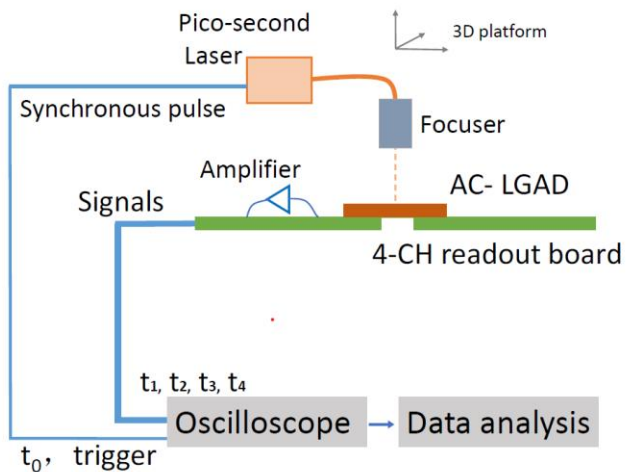 Pico-second
Laser
3D platform
Synchronous pulse
Focuser
Amplifier
AC- LGAD
Signals
4-CH readout board
t₁, t₂, t₃, t₄
Oscilloscope
Data analysis
t₀, trigger